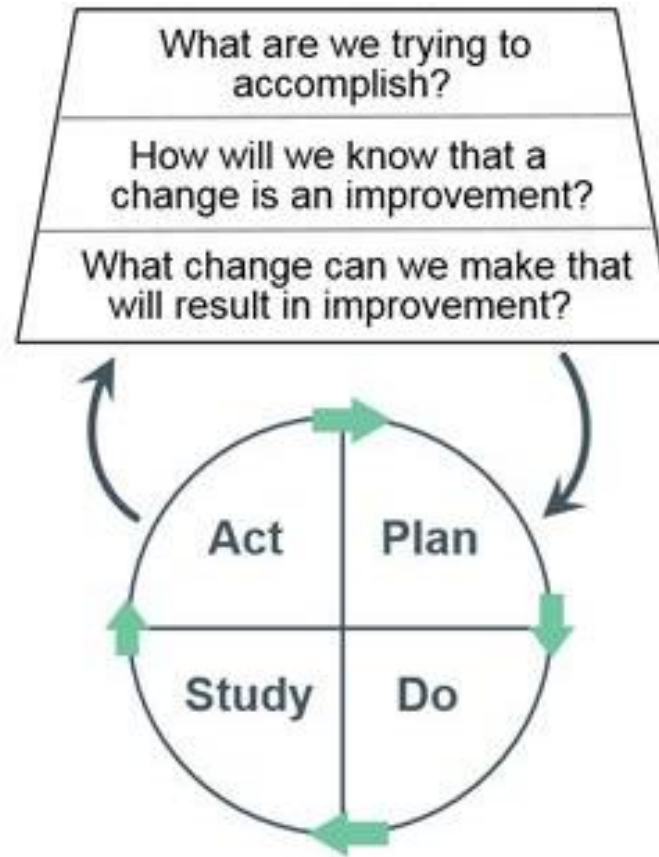 What are we trying to
accomplish?
How will we know that a
change is an improvement?
What change can we make that
will result in improvement?
Act
Plan
Study
Do